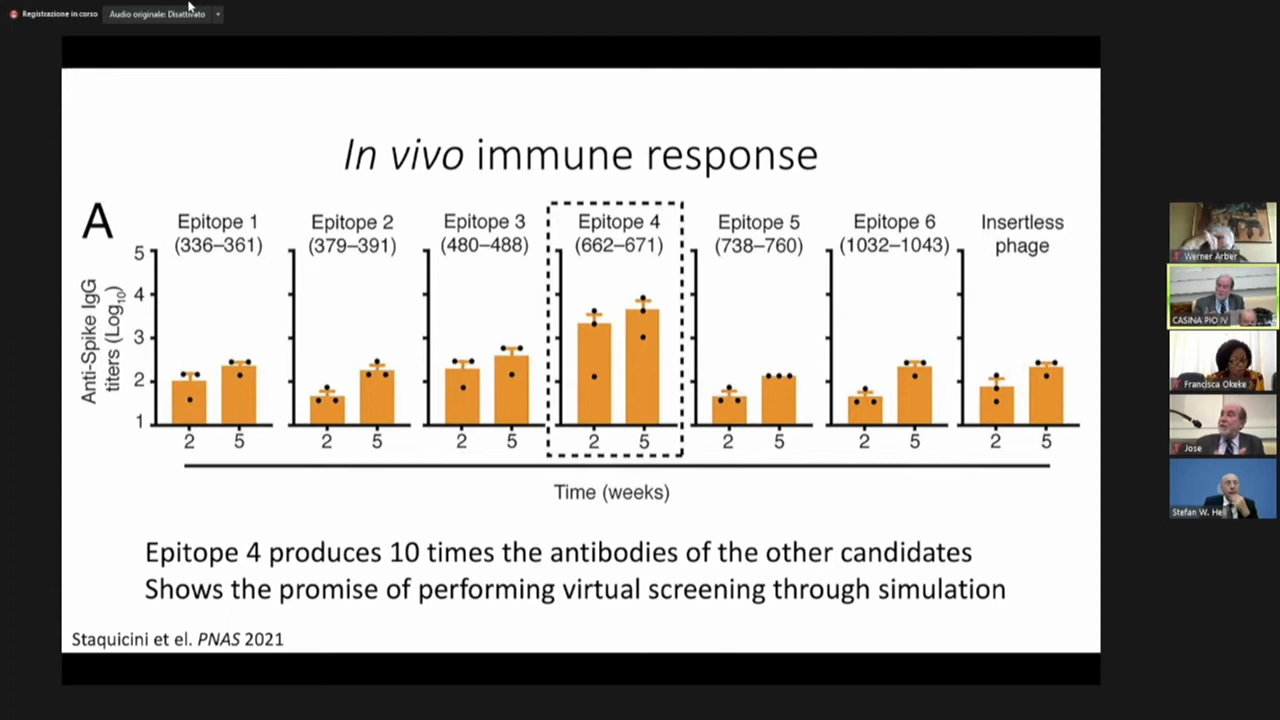 Registrazione in corso
Audio originale: Disattivato
In vivo immune response
A
Epitope 1
(336–361)
Epitope 2
(379–391)
Epitope 3
(480–488)
Epitope 4
(662–671)
Epitope 5
(738–760)
Epitope 6
(1032–1043)
Insertless
phage
Anti-Spike IgG
titers (Log10)
5
4
3
2
1
2 5 2 5 2 5 2 5 2 5 2 5 2 5
Time (weeks)
Epitope 4 produces 10 times the antibodies of the other candidates
Shows the promise of performing virtual screening through simulation
Staquicini et el. PNAS 2021
Werner Arber
CASINA PIO IV
Francisca Okeke
Jose
Stefan W. Hell